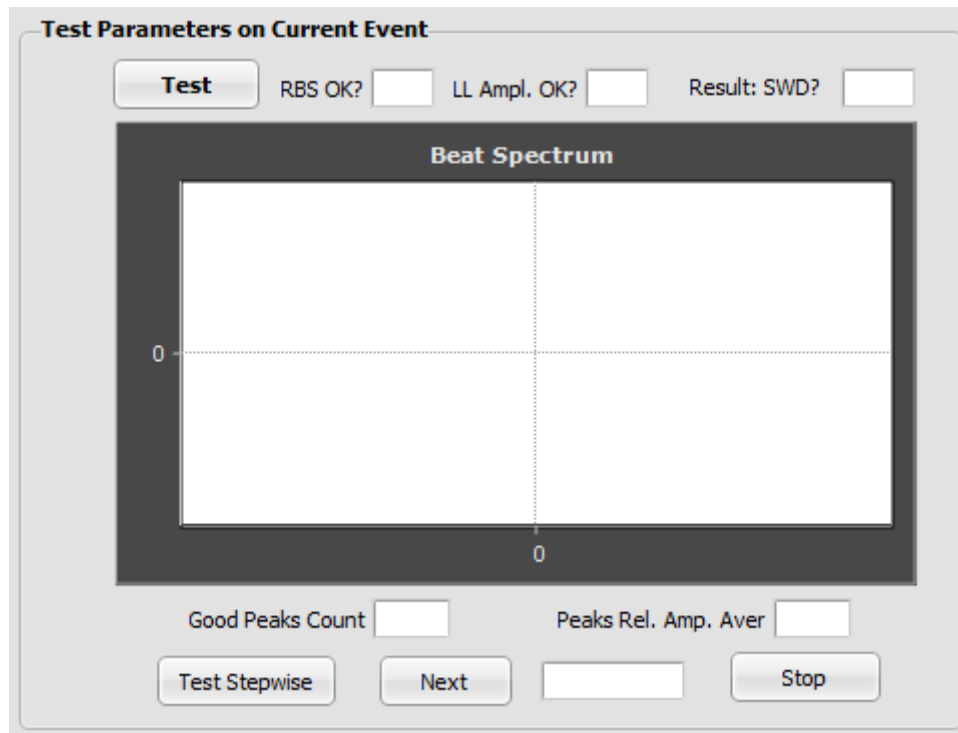 Test Parameters on Current Event
Test RBS OK? LL Ampl. OK? Result: SWD?
Beat Spectrum
0
0
Good Peaks Count Peaks Rel. Amp. Aver
Test Stepwise Next Stop